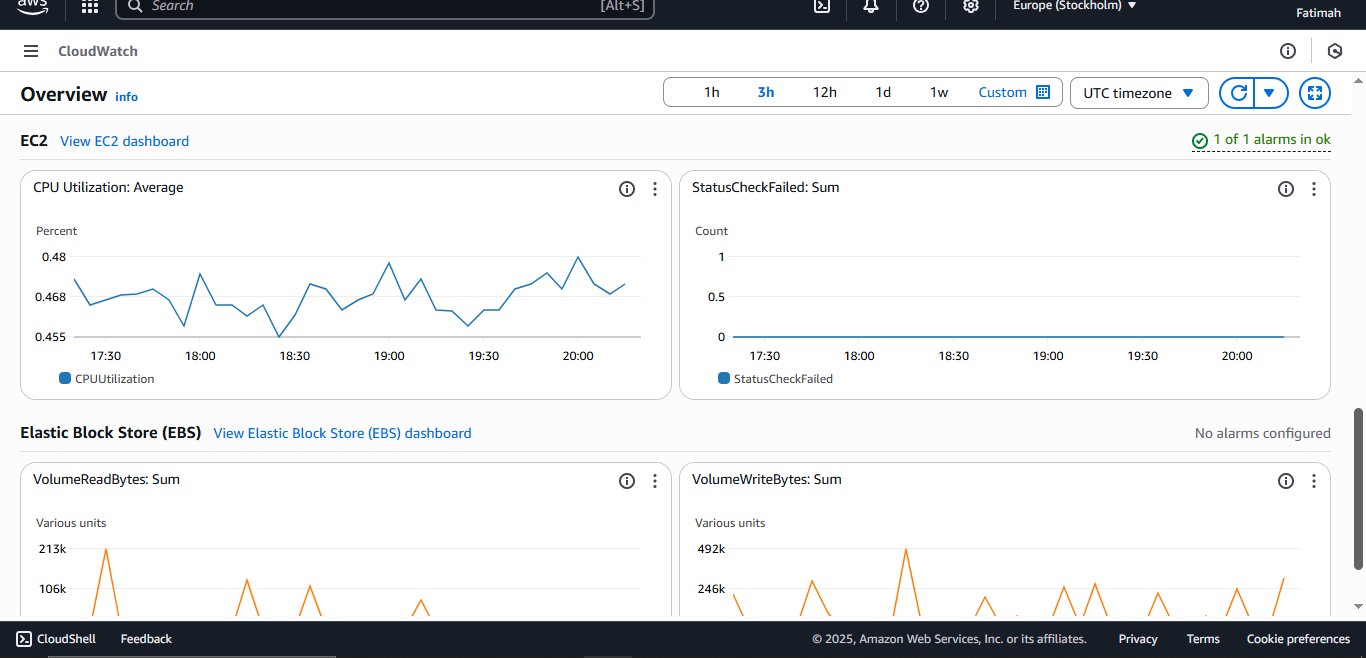 aws
Search [Alt+S] Europe (Stockholm) Fatimah
CloudWatch
Overview info 1h 3h 12h 1d 1w Custom UTC timezone
EC2 View EC2 dashboard 1 of 1 alarms in ok
CPU Utilization: Average
Percent
0.48
0.468
0.455
17:30 18:00 18:30 19:00 19:30 20:00
CPUUtilization
StatusCheckFailed: Sum
Count
1
0.5
0
17:30 18:00 18:30 19:00 19:30 20:00
StatusCheckFailed
Elastic Block Store (EBS) View Elastic Block Store (EBS) dashboard No alarms configured
VolumeReadBytes: Sum
Various units
213k
106k
VolumeWriteBytes: Sum
Various units
492k
246k
CloudShell Feedback © 2025, Amazon Web Services, Inc. or its affiliates. Privacy Terms Cookie preferences